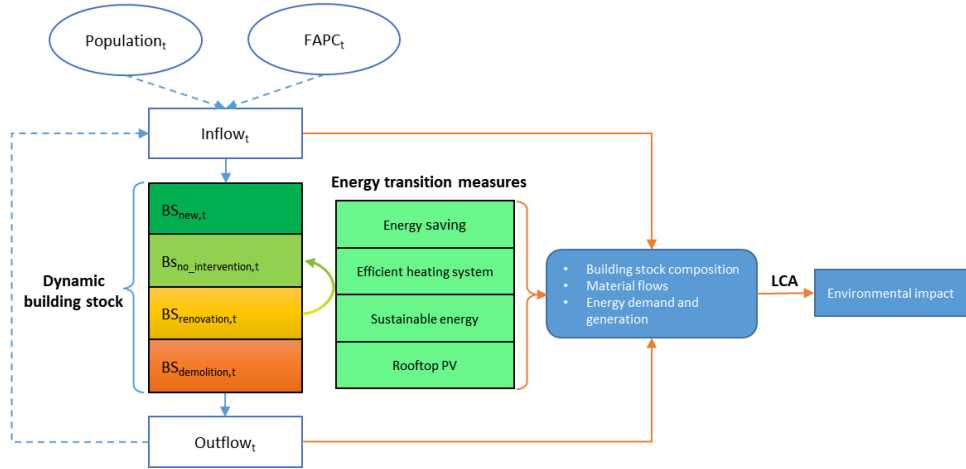 Population_t
FAPC_t
Inflow_t
Energy transition measures
BS_new,t
Energy saving
Bs_no_intervention,t
Efficient heating system
Dynamic
building stock
BS_renovation,t
Sustainable energy
BS_demolition,t
Rooftop PV
• Building stock composition
• Material flows
• Energy demand and
generation
LCA
Environmental impact
Outflow_t